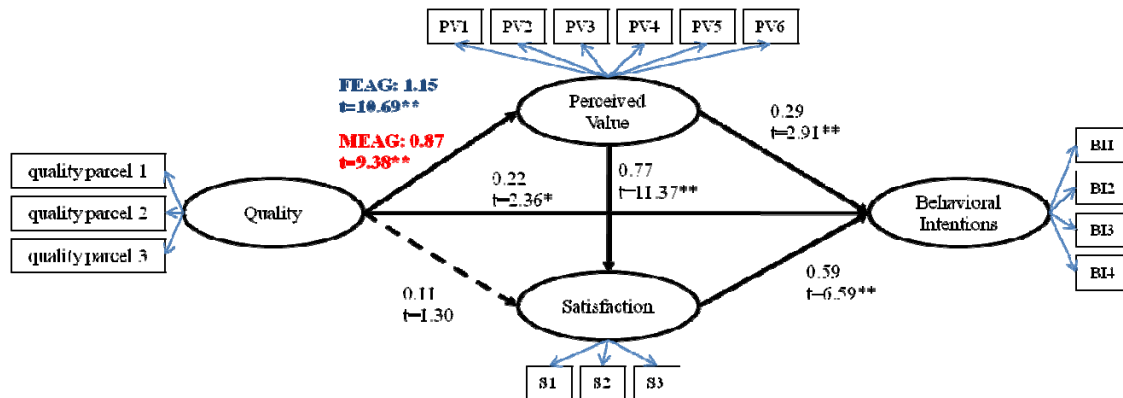 PV1 PV2 PV3 PV4 PV5 PV6
FEAG: 1.15
t=10.69**
MEAG: 0.87
t=9.38**
Perceived
Value
0.29
t=2.91**
quality parcel 1
quality parcel 2
quality parcel 3
Quality
0.22
t=2.36*
0.77
t=11.37**
Behavioral
Intentions
BI1
BI2
BI3
BI4
0.11
t=1.30
Satisfaction
0.59
t=6.59**
S1 S2 S3